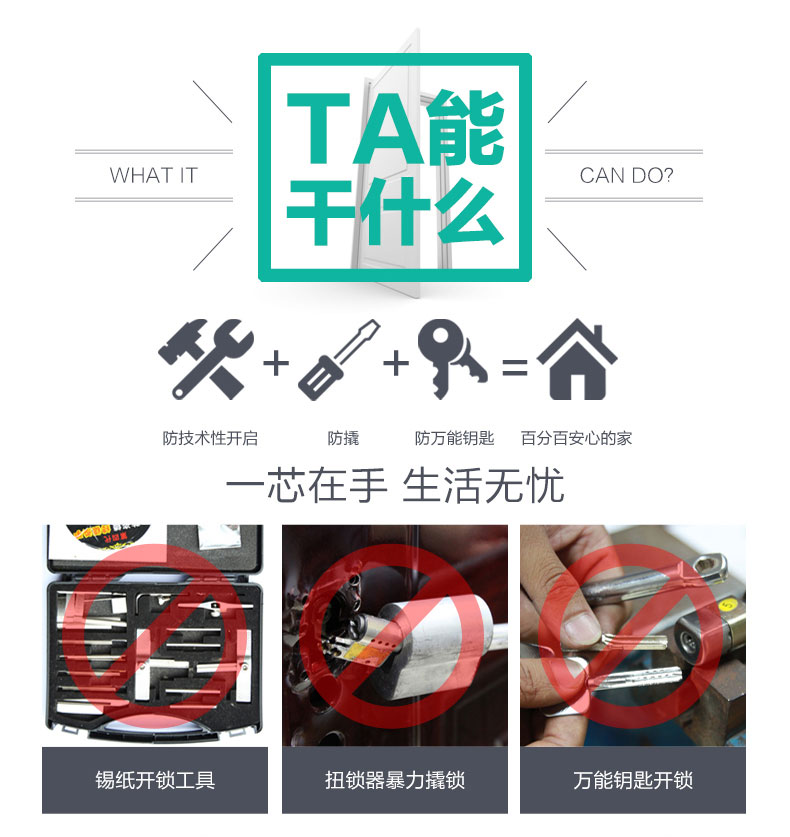 TA能
干什么
WHAT IT
CAN DO?
防技术性开启
防撬
防万能钥匙
百分百安心的家
一芯在手 生活无忧
锡纸开锁工具
扭锁器暴力撬锁
万能钥匙开锁